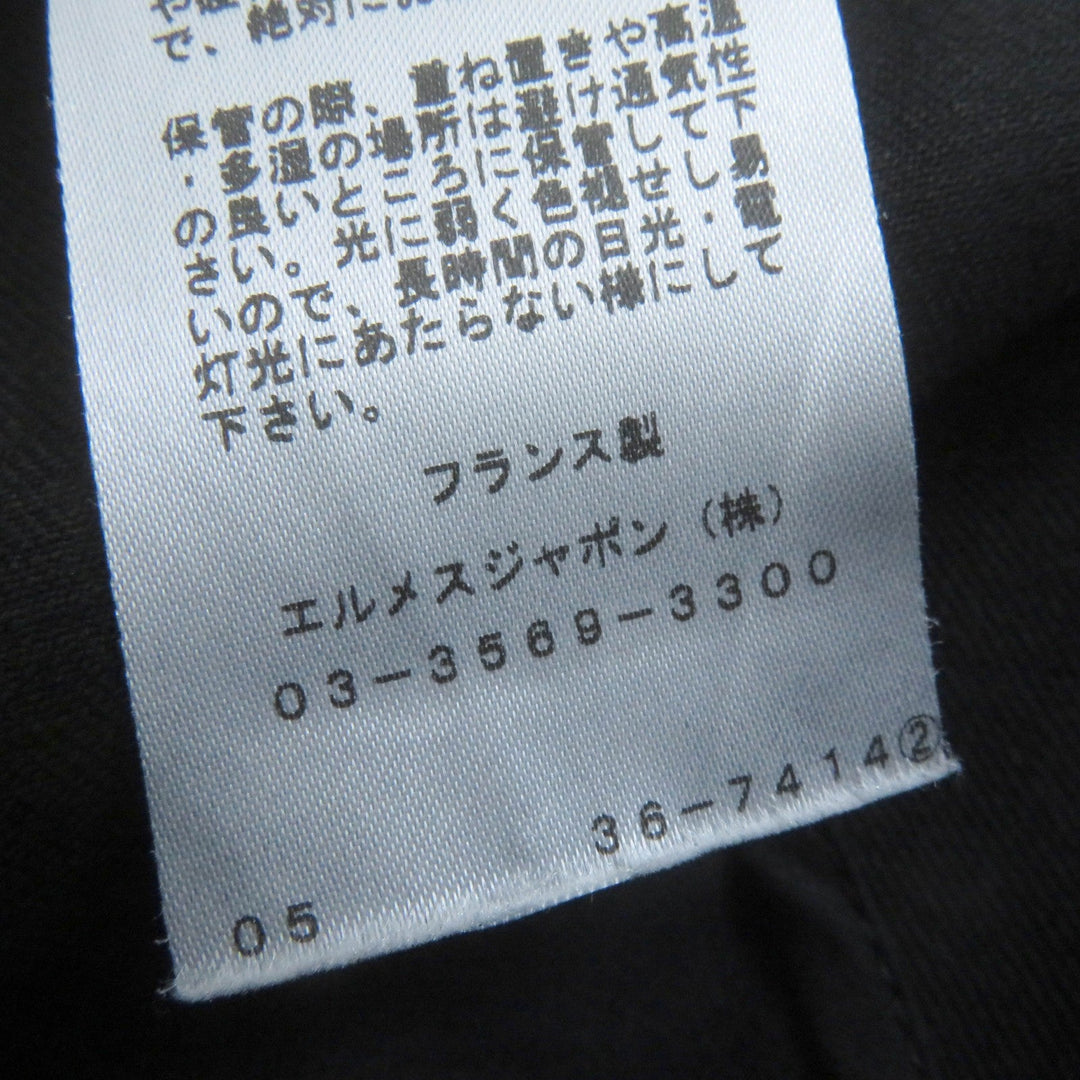 で、絶対にお
保管の際、重ね置きや高温
・多湿の場所は避け通気性
の良いところに保管して下
さい。光に弱く色褪せし易
いので、長時間の日光・電
灯光にあたらない様にして
下さい。
フランス製
エルメスジャポン（株）
03-3569-3300
36-7414②
05